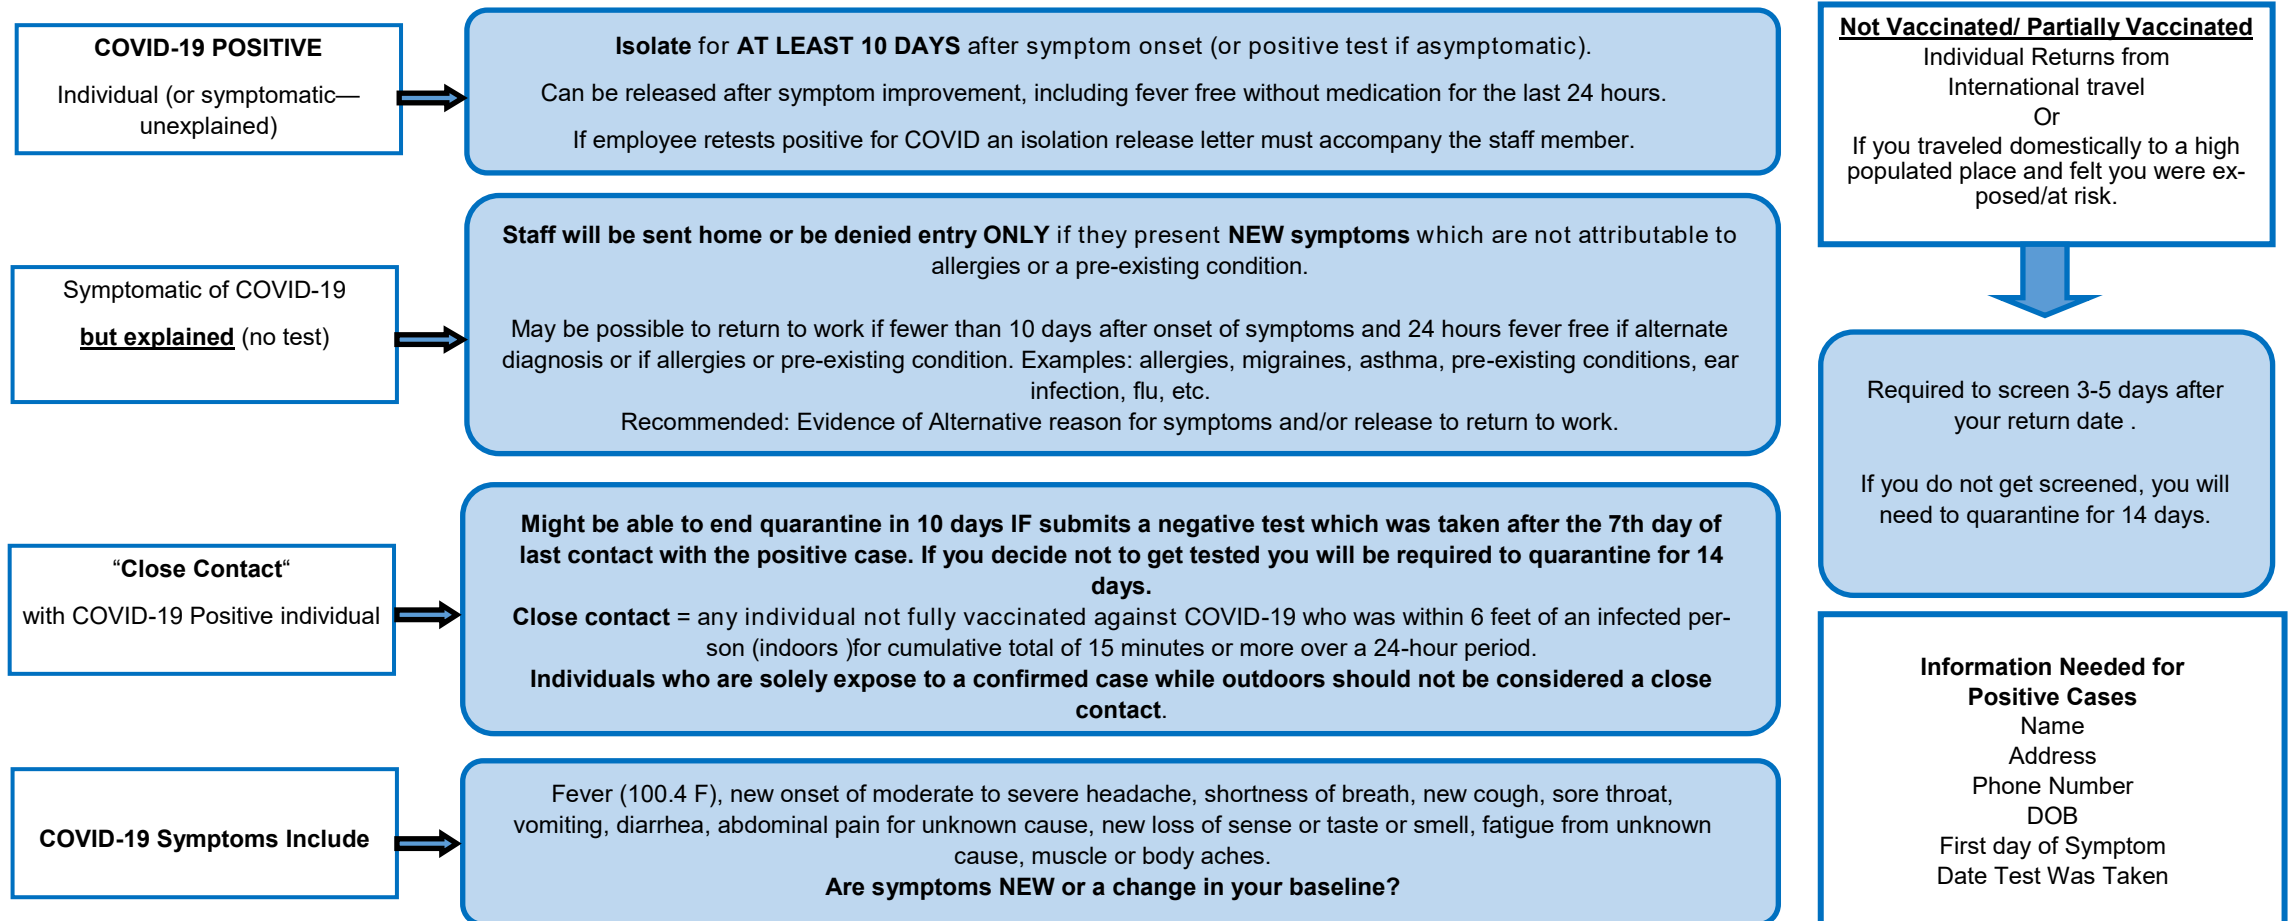 COVID-19 POSITIVE
Individual (or symptomatic—
unexplained)
Isolate for AT LEAST 10 DAYS after symptom onset (or positive test if asymptomatic).
Can be released after symptom improvement, including fever free without medication for the last 24 hours.
If employee retests positive for COVID an isolation release letter must accompany the staff member.
Symptomatic of COVID-19
but explained (no test)
Staff will be sent home or be denied entry ONLY if they present NEW symptoms which are not attributable to
allergies or a pre-existing condition.
May be possible to return to work if fewer than 10 days after onset of symptoms and 24 hours fever free if alternate
diagnosis or if allergies or pre-existing condition. Examples: allergies, migraines, asthma, pre-existing conditions, ear
infection, flu, etc.
Recommended: Evidence of Alternative reason for symptoms and/or release to return to work.
“Close Contact“
with COVID-19 Positive individual
Might be able to end quarantine in 10 days IF submits a negative test which was taken after the 7th day of
last contact with the positive case. If you decide not to get tested you will be required to quarantine for 14
days.
Close contact = any individual not fully vaccinated against COVID-19 who was within 6 feet of an infected per-
son (indoors )for cumulative total of 15 minutes or more over a 24-hour period.
Individuals who are solely expose to a confirmed case while outdoors should not be considered a close
contact.
COVID-19 Symptoms Include
Fever (100.4 F), new onset of moderate to severe headache, shortness of breath, new cough, sore throat,
vomiting, diarrhea, abdominal pain for unknown cause, new loss of sense or taste or smell, fatigue from unknown
cause, muscle or body aches.
Are symptoms NEW or a change in your baseline?
Not Vaccinated/ Partially Vaccinated
Individual Returns from
International travel
Or
If you traveled domestically to a high
populated place and felt you were ex-
posed/at risk.
Required to screen 3-5 days after
your return date .
If you do not get screened, you will
need to quarantine for 14 days.
Information Needed for
Positive Cases
Name
Address
Phone Number
DOB
First day of Symptom
Date Test Was Taken